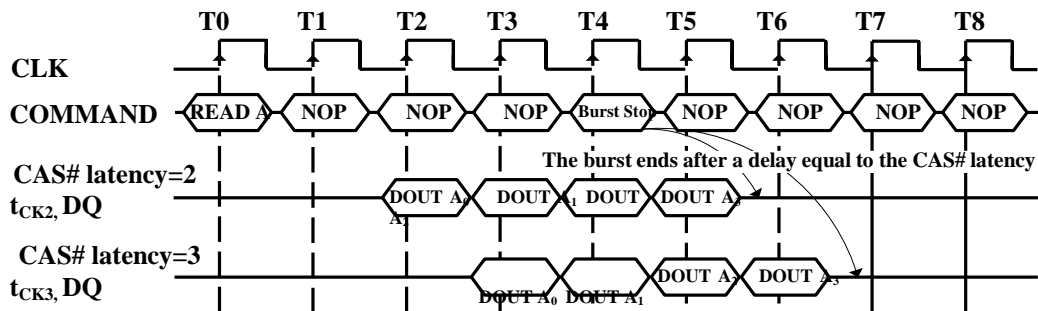 T0 T1 T2 T3 T4 T5 T6 T7 T8
CLK
COMMAND READ A NOP NOP NOP Burst Stop NOP NOP NOP NOP
The burst ends after a delay equal to the CAS# latency
CAS# latency=2
tCK2, DQ DOUT A0 DOUT A1 DOUT A2 DOUT A3
CAS# latency=3
tCK3, DQ DOUT A0 DOUT A1 DOUT A2 DOUT A3